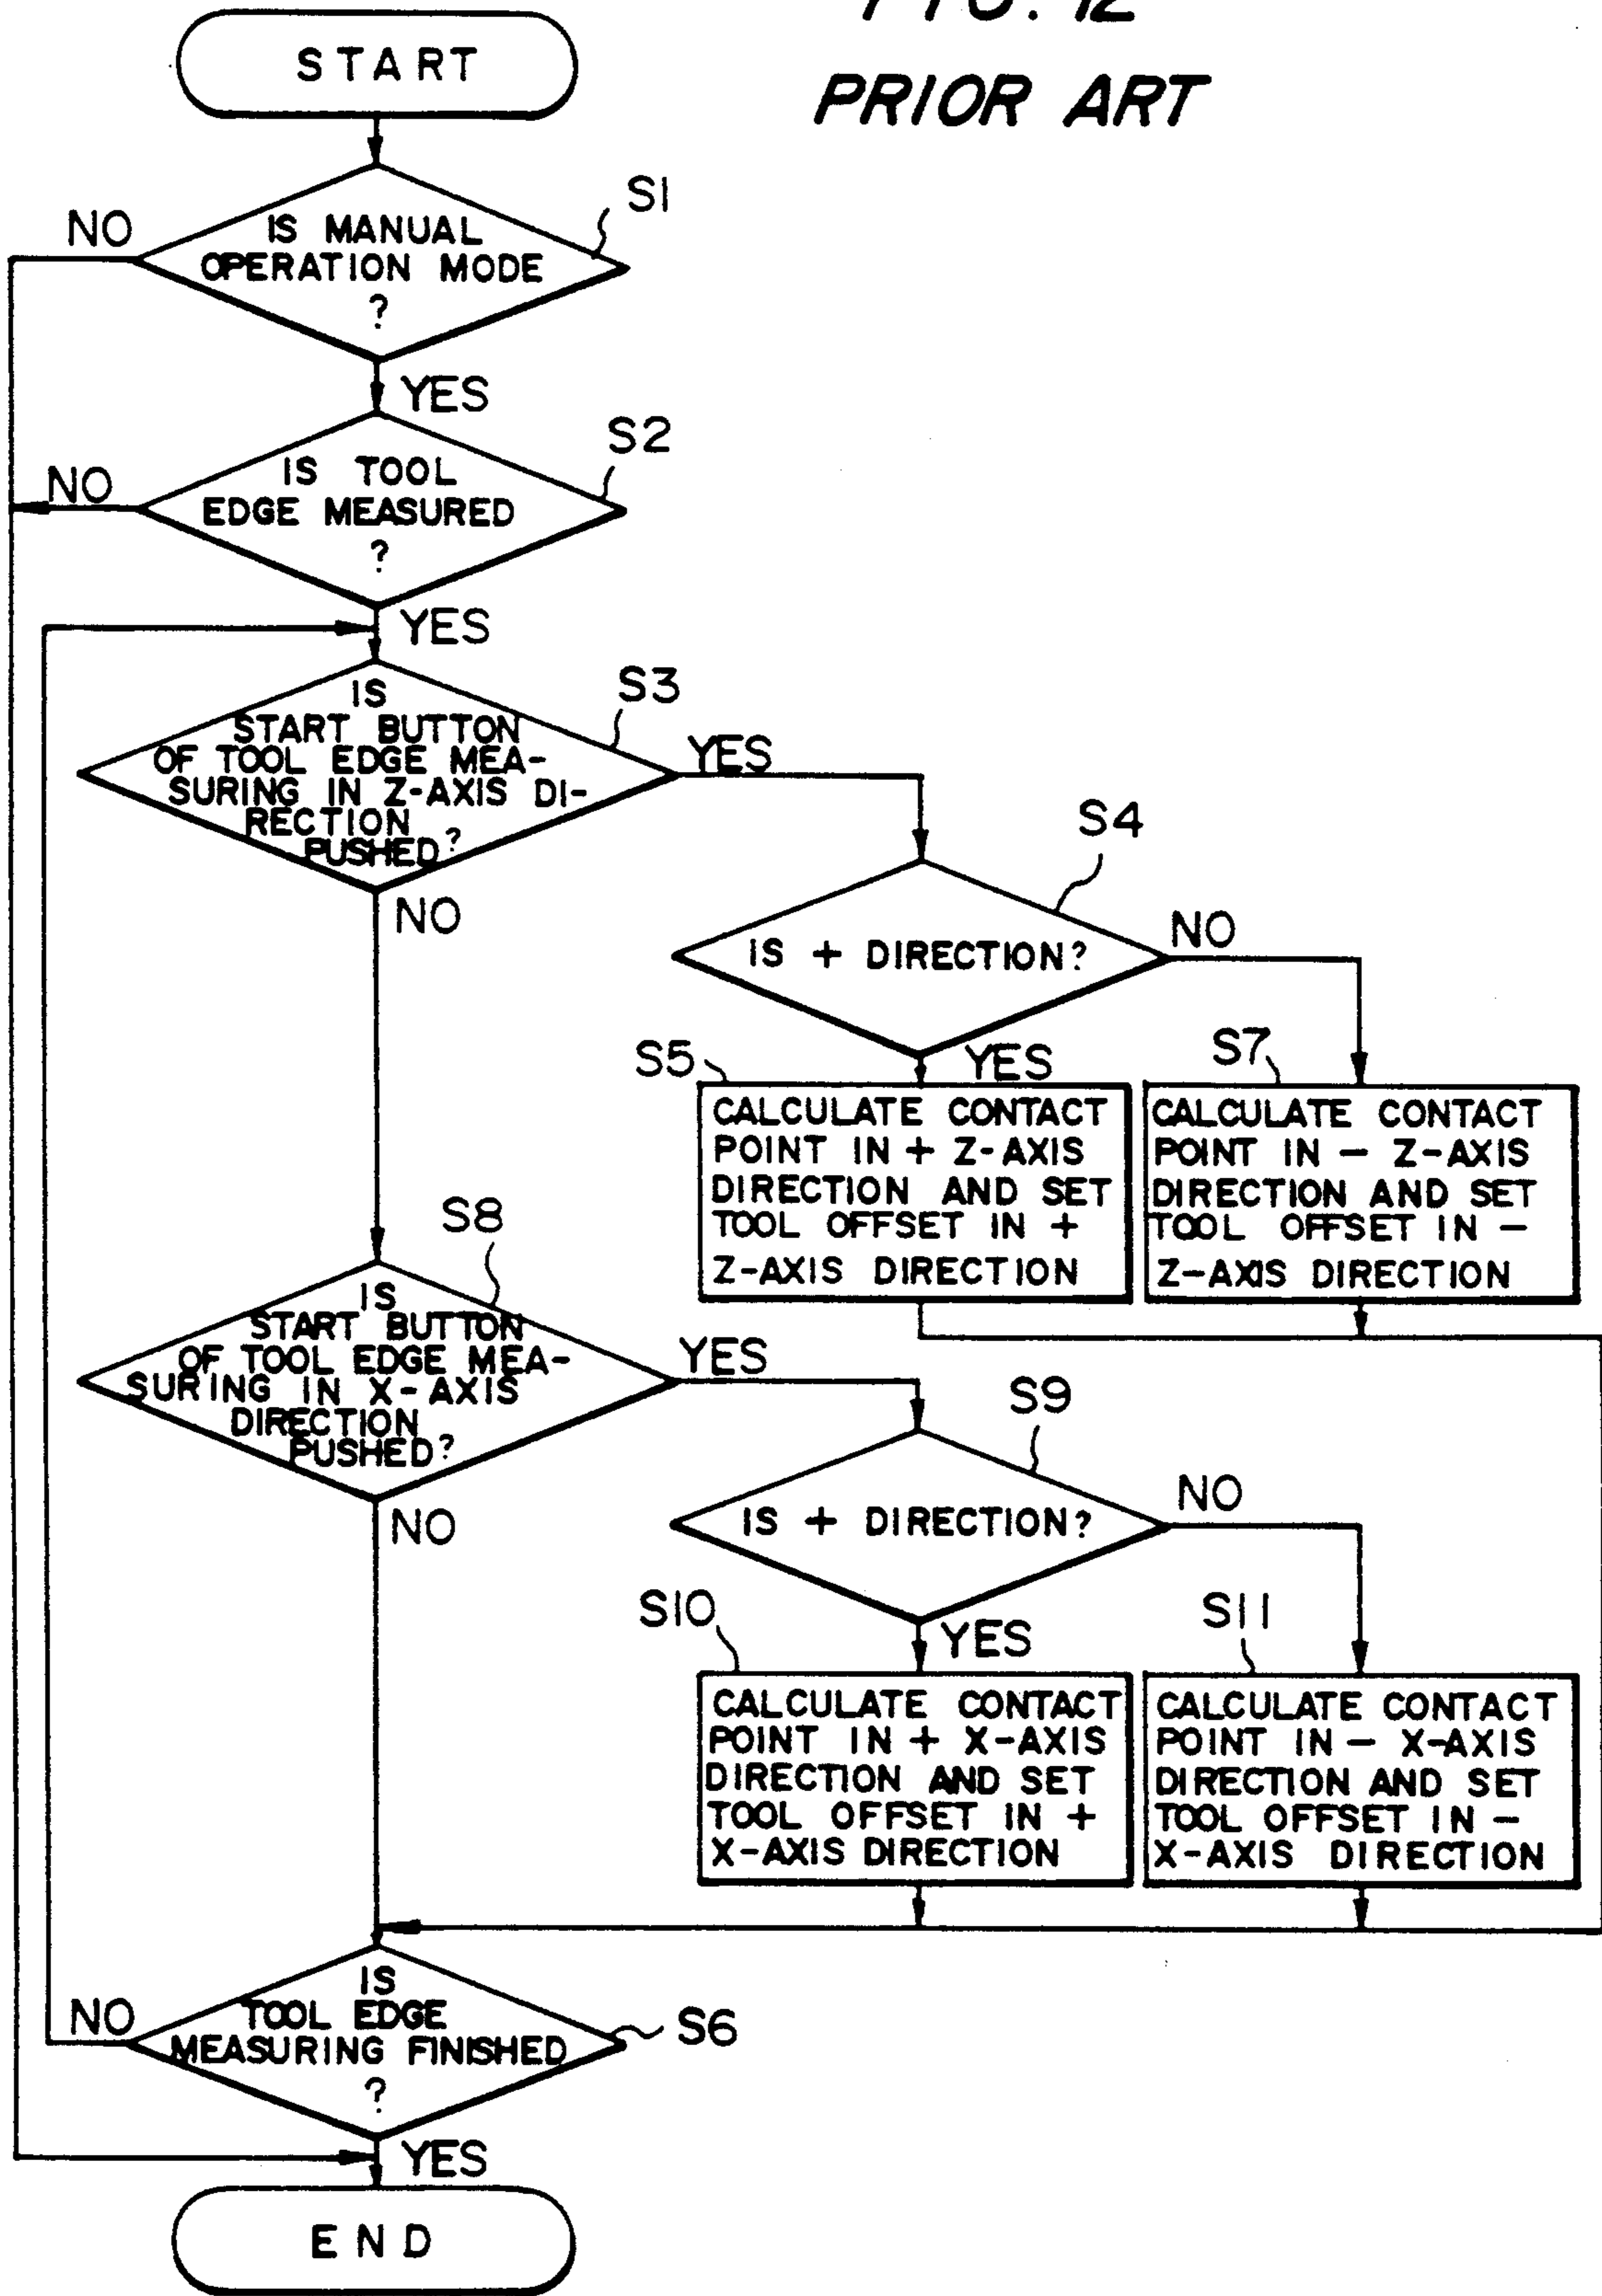 FIG. 12
PRIOR ART
START
S1
NO
IS MANUAL
OPERATION MODE
?
YES
S2
NO
IS TOOL
EDGE MEASURED
?
YES
S3
IS
START BUTTON
OF TOOL EDGE MEA-
SURING IN Z-AXIS DI-
RECTION
PUSHED?
YES
NO
S4
IS + DIRECTION?
NO
YES
S5
CALCULATE CONTACT
POINT IN + Z-AXIS
DIRECTION AND SET
TOOL OFFSET IN +
Z-AXIS DIRECTION
S7
CALCULATE CONTACT
POINT IN - Z-AXIS
DIRECTION AND SET
TOOL OFFSET IN -
Z-AXIS DIRECTION
S8
IS
START BUTTON
OF TOOL EDGE MEA-
SURING IN X-AXIS
DIRECTION
PUSHED?
YES
NO
S9
IS + DIRECTION?
NO
YES
S10
CALCULATE CONTACT
POINT IN + X-AXIS
DIRECTION AND SET
TOOL OFFSET IN +
X-AXIS DIRECTION
S11
CALCULATE CONTACT
POINT IN - X-AXIS
DIRECTION AND SET
TOOL OFFSET IN -
X-AXIS DIRECTION
NO
IS
TOOL EDGE
MEASURING FINISHED
?
S6
YES
END